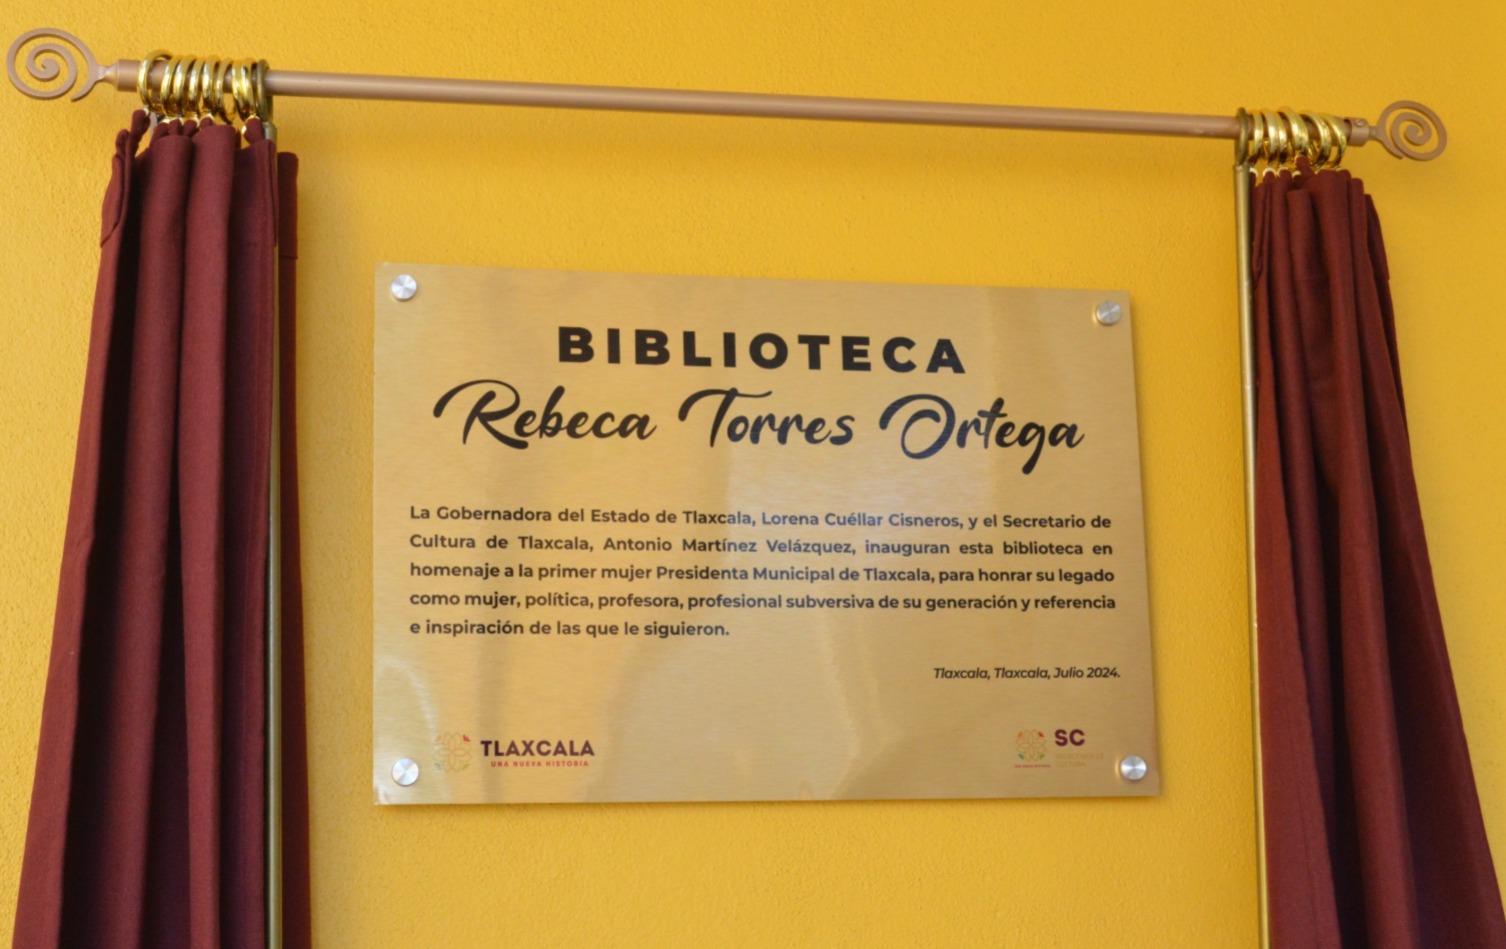 BIBLIOTECA
Rebeca Torres Ortega
La Gobernadora del Estado de Tlaxcala, Lorena Cuéllar Cisneros, y el Secretario de
Cultura de Tlaxcala, Antonio Martínez Velázquez, inauguran esta biblioteca en
homenaje a la primer mujer Presidenta Municipal de Tlaxcala, para honrar su legado
como mujer, política, profesora, profesional subversiva de su generación y referencia
e inspiración de las que le siguieron.
Tlaxcala, Tlaxcala, Julio 2024.
TLAXCALA
UNA NUEVA HISTORIA
SC